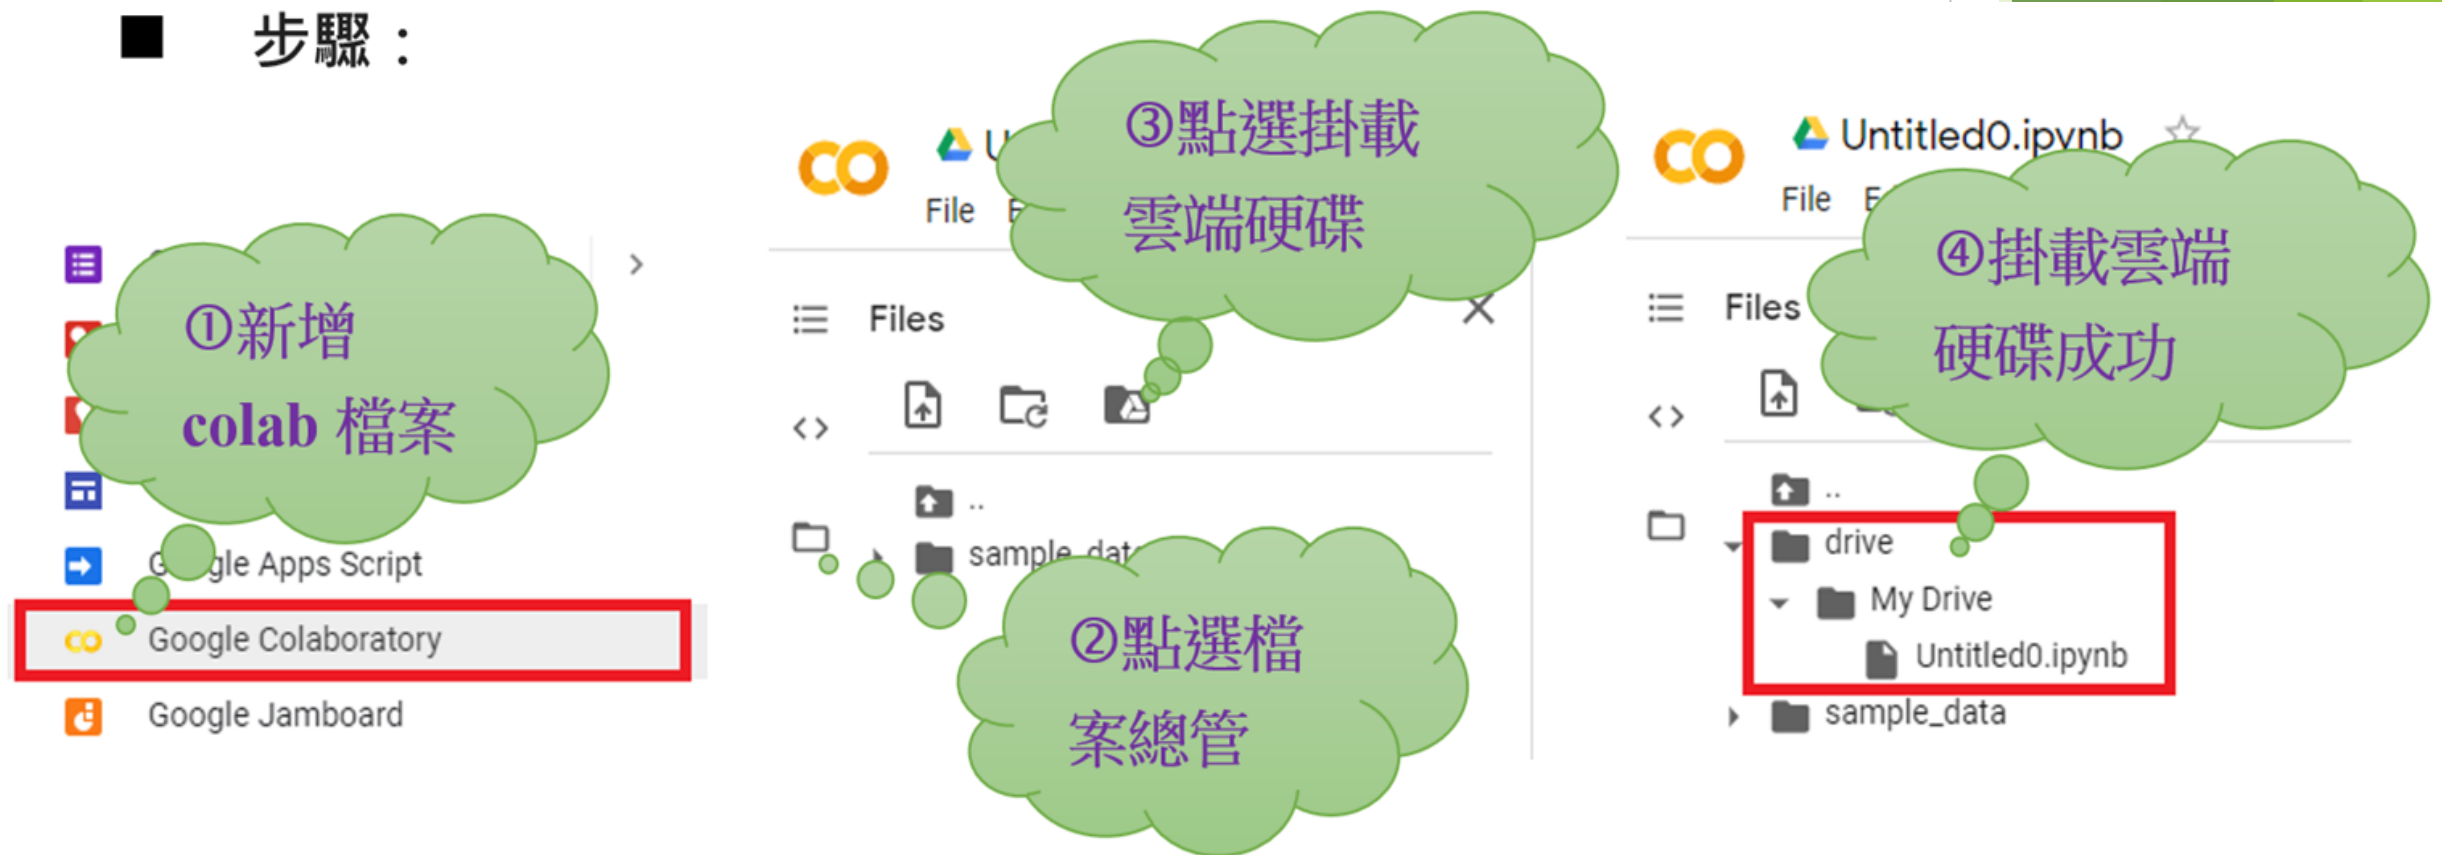 ■ 步驟：
①新增
colab 檔案
Apps Script
Google Colaboratory
Google Jamboard
③點選掛載
雲端硬碟
File
Files
..
②點選檔
案總管
Untitled0.ipynb
File
④掛載雲端
硬碟成功
Files
..
drive
My Drive
Untitled0.ipynb
sample_data